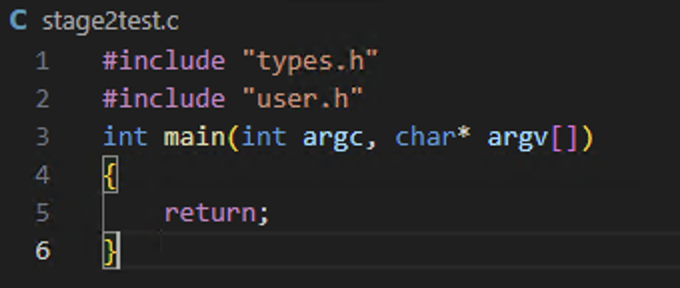 C stage2test.c
1 #include "types.h"
2 #include "user.h"
3 int main(int argc, char* argv[])
4 {
5 return;
6 }